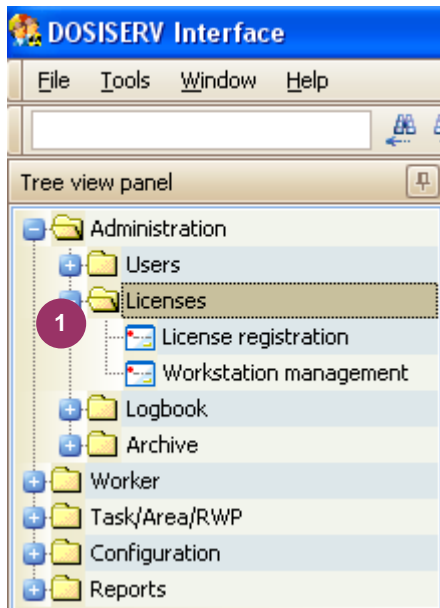 DOSISERV Interface
File Tools Window Help
Tree view panel
Administration
Users
Licenses
1
License registration
Workstation management
Logbook
Archive
Worker
Task/Area/RWP
Configuration
Reports